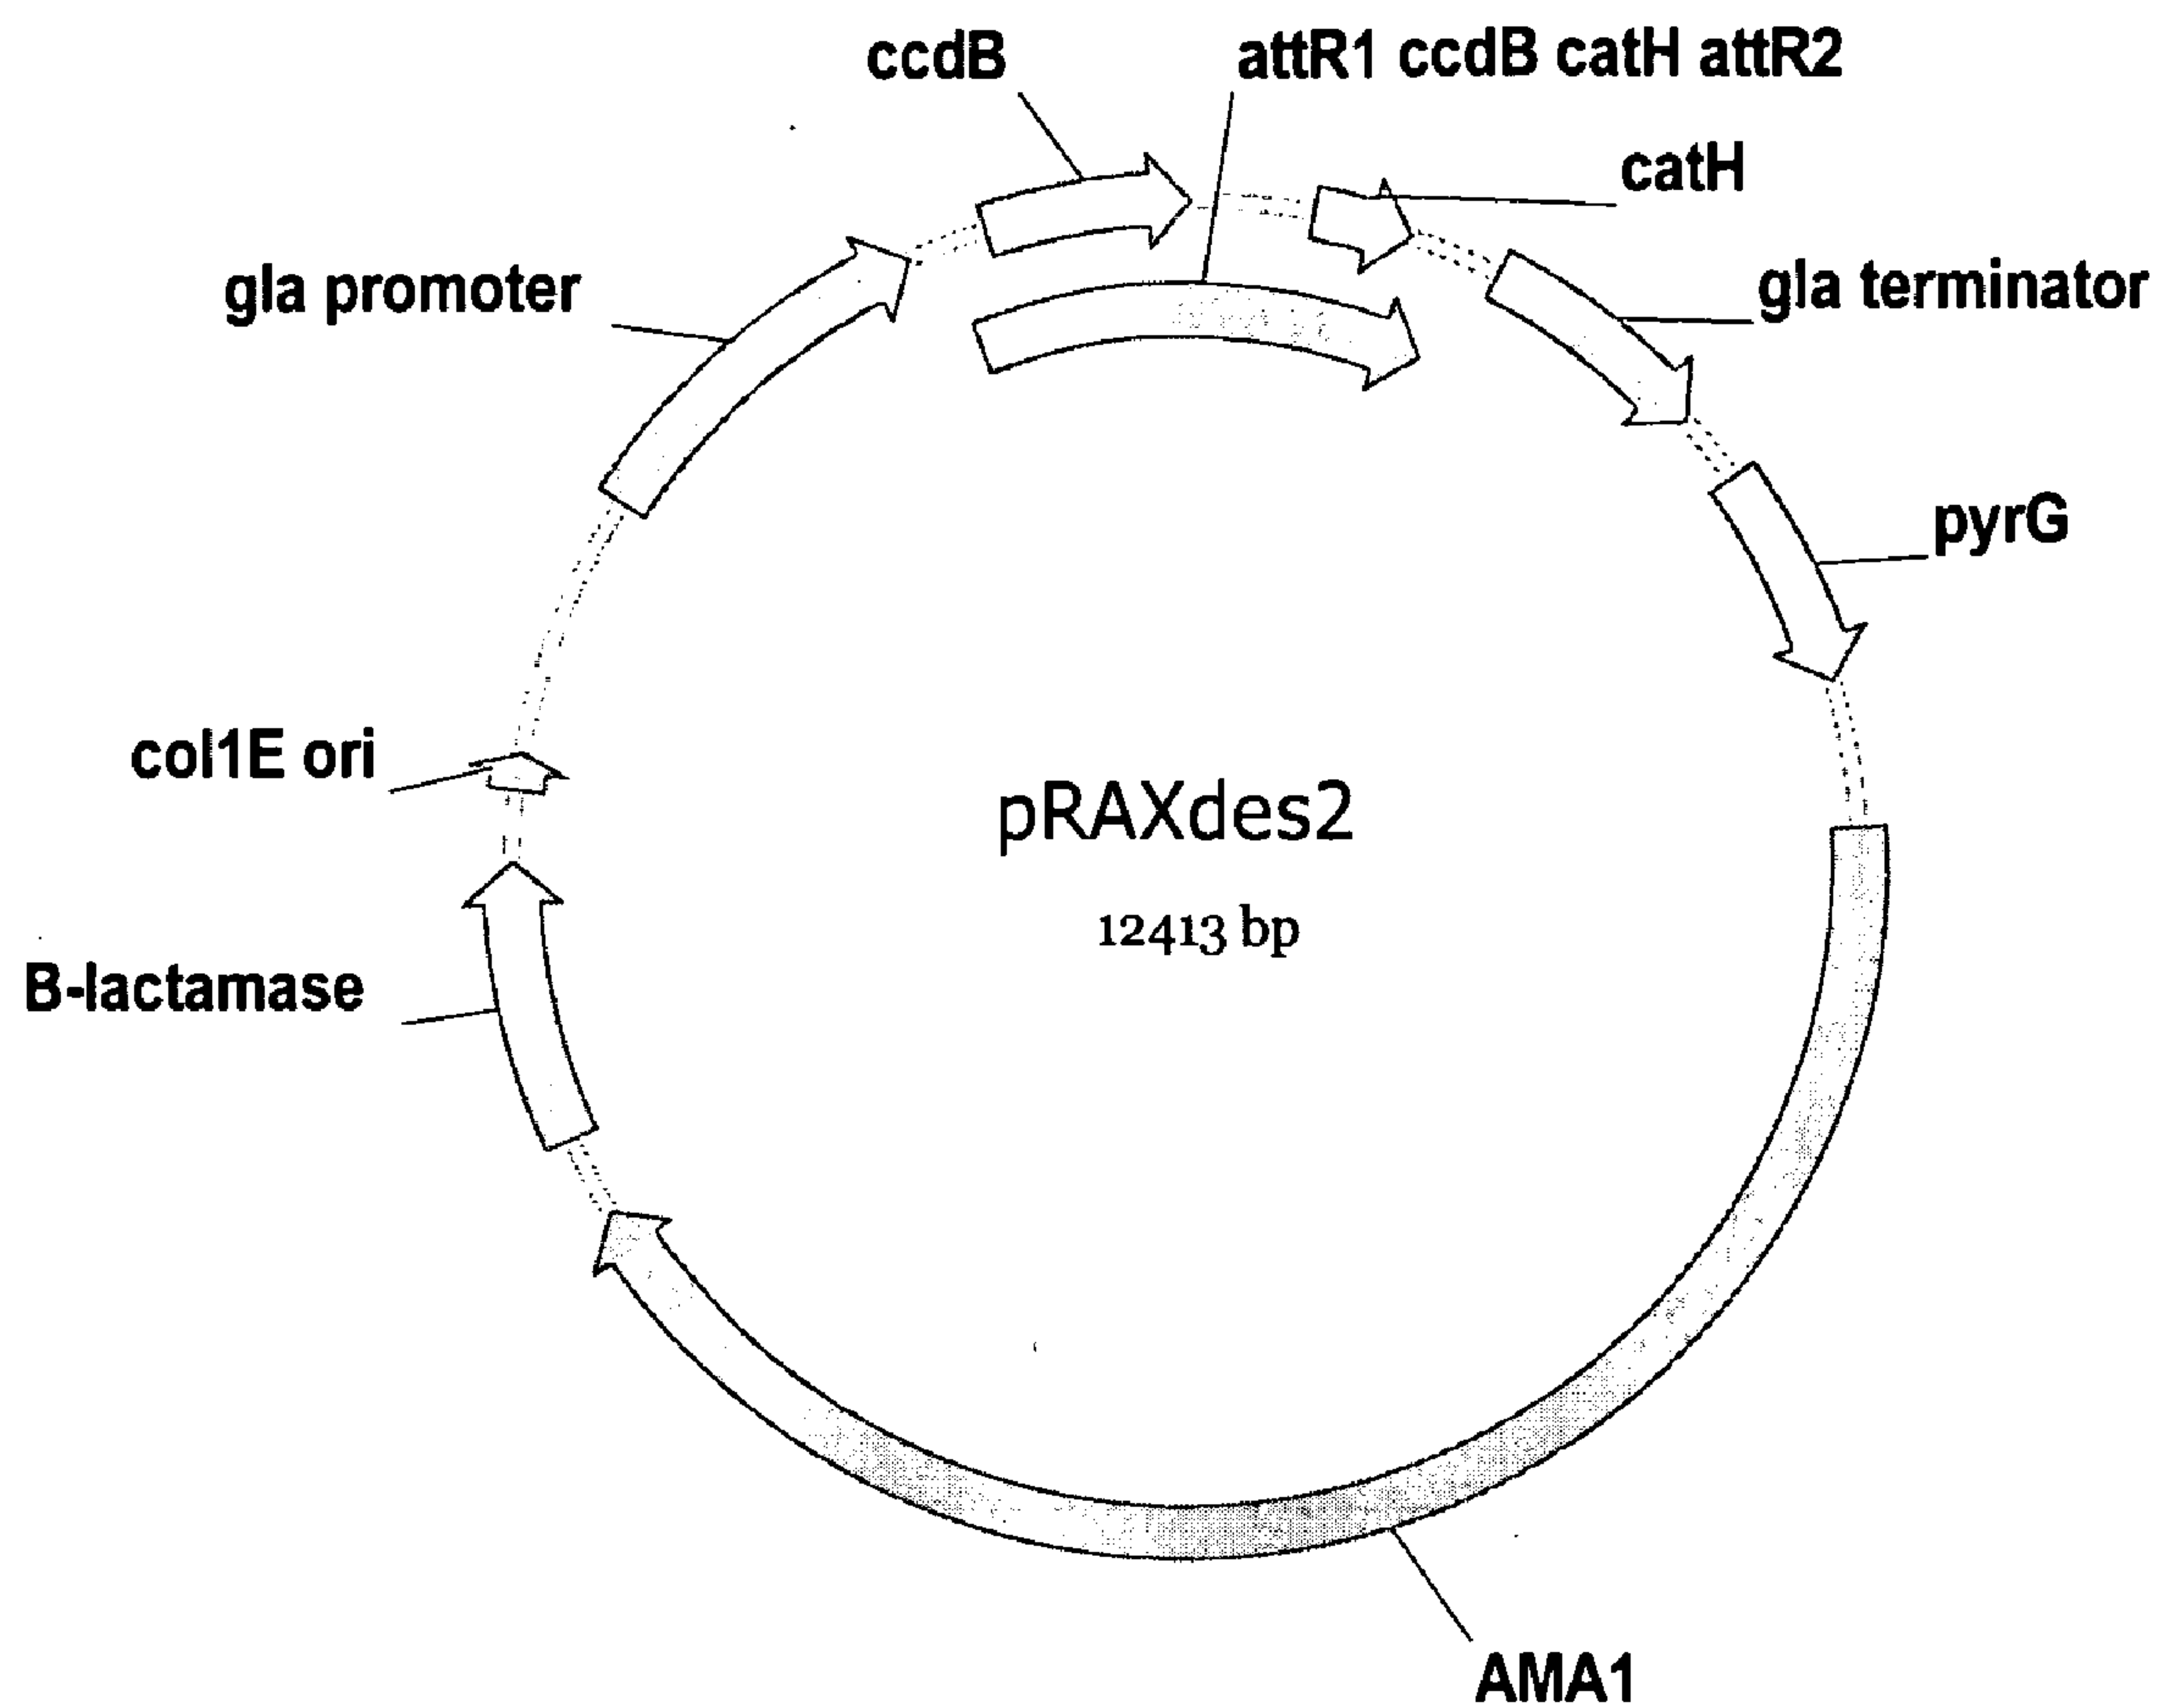 ccdB
attR1 ccdB catH attR2
catH
gla promoter
gla terminator
pyrG
col1E ori
pRAXdes2
12413 bp
B-lactamase
AMA1